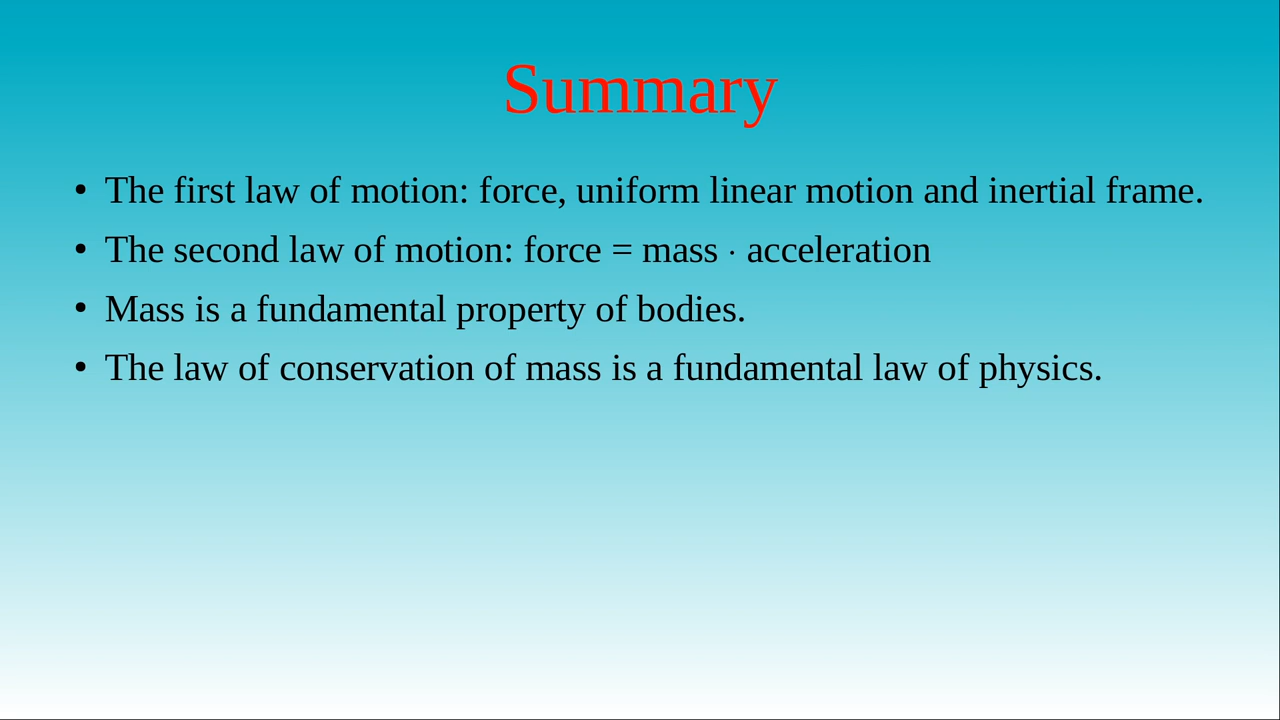 Summary
• The first law of motion: force, uniform linear motion and inertial frame.
• The second law of motion: force = mass · acceleration
• Mass is a fundamental property of bodies.
• The law of conservation of mass is a fundamental law of physics.